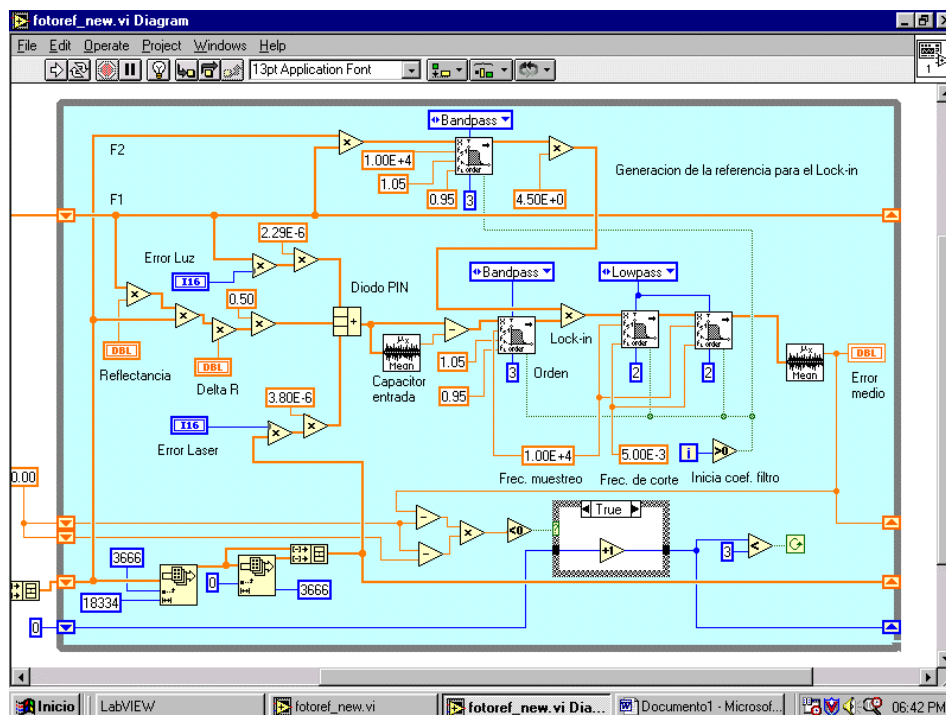 fotoref_new.vi Diagram
File Edit Operate Project Windows Help
13pt Application Font
1
Bandpass
F2
1.00E+4
1.05
0.95
3
4.50E+0
Generacion de la referencia para el Lock-in
F1
2.29E-6
Error Luz
I16
Bandpass
Lowpass
0.50
Diodo PIN
DBL
Reflectancia
DBL
Delta R
Mean
Capacitor entrada
1.05
0.95
3
Orden
Lock-in
2
2
Mean
DBL
Error medio
3.80E-6
I16
Error Laser
1.00E+4
Frec. muestreo
5.00E-3
Frec. de corte
i
>0
Inicia coef. filtro
0.00
<0
?
True
+1
3
<
3666
18334
0
3666
0
Inicio
LabVIEW
fotoref_new.vi
fotoref_new.vi Dia...
Documento1 - Microsof...
06:42 PM